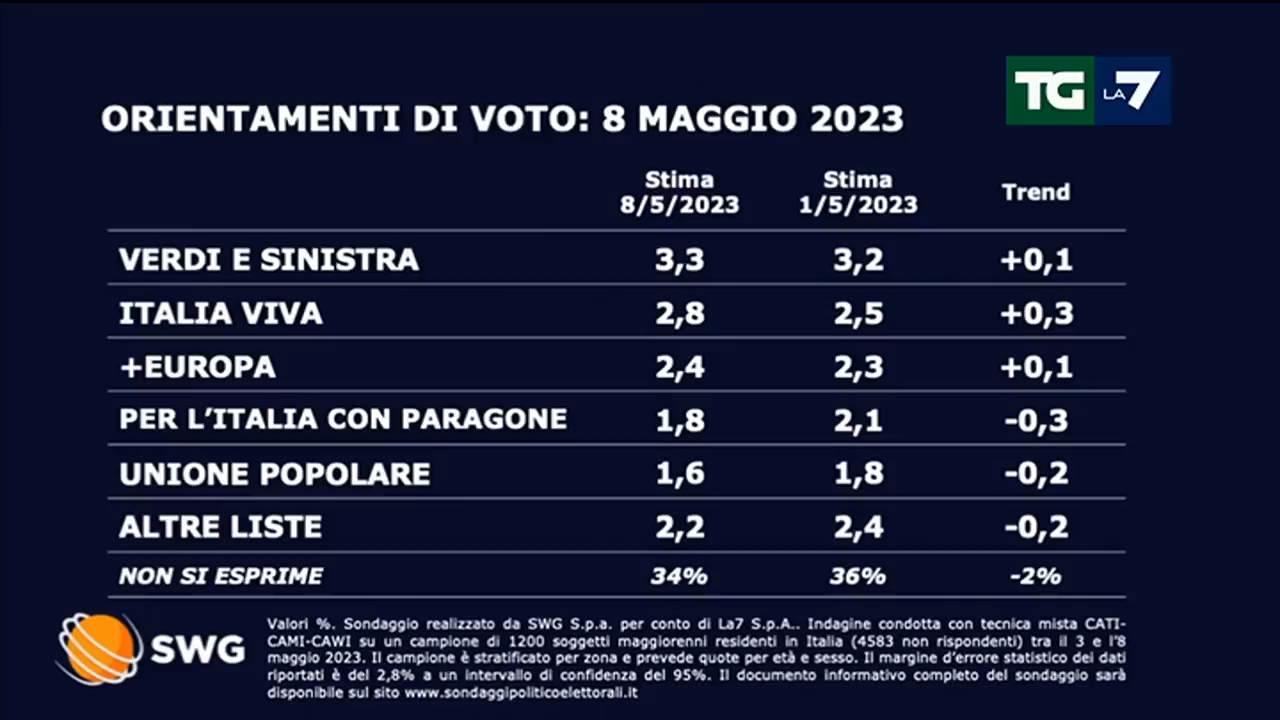 TG LA7
ORIENTAMENTI DI VOTO: 8 MAGGIO 2023
Stima 8/5/2023 Stima 1/5/2023 Trend
VERDI E SINISTRA 3,3 3,2 +0,1
ITALIA VIVA 2,8 2,5 +0,3
+EUROPA 2,4 2,3 +0,1
PER L'ITALIA CON PARAGONE 1,8 2,1 -0,3
UNIONE POPOLARE 1,6 1,8 -0,2
ALTRE LISTE 2,2 2,4 -0,2
NON SI ESPRIME 34% 36% -2%
SWG
Valori %. Sondaggio realizzato da SWG S.p.a. per conto di La7 S.p.A.. Indagine condotta con tecnica mista CATI-
CAMI-CAWI su un campione di 1200 soggetti maggiorenni residenti in Italia (4583 non rispondenti) tra il 3 e l'8
maggio 2023. Il campione è stratificato per zona e prevede quote per età e sesso. Il margine d'errore statistico dei dati
riportati è del 2,8% a un intervallo di confidenza del 95%. Il documento informativo completo del sondaggio sarà
disponibile sul sito www.sondaggipoliticoelettorali.it